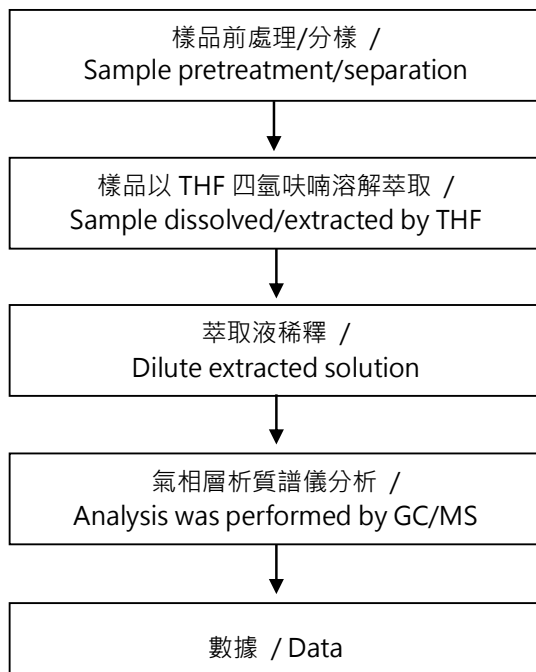 樣品前處理/分樣 /
Sample pretreatment/separation
樣品以 THF 四氫呋喃溶解萃取 /
Sample dissolved/extracted by THF
萃取液稀釋 /
Dilute extracted solution
氣相層析質譜儀分析 /
Analysis was performed by GC/MS
數據 / Data